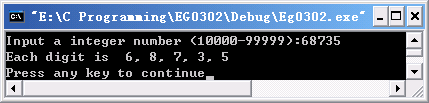 "E:\C Programming\EG0302\Debug\Eg0302.exe"
Input a integer number (10000-99999):68735
Each digit is  6, 8, 7, 3, 5
Press any key to continue